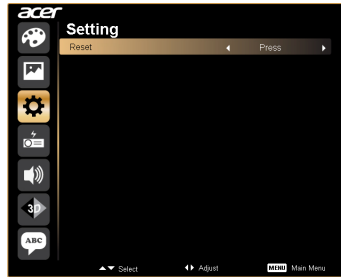 acer
Setting
Reset Press
3D
ABC
Select Adjust MENU Main Menu